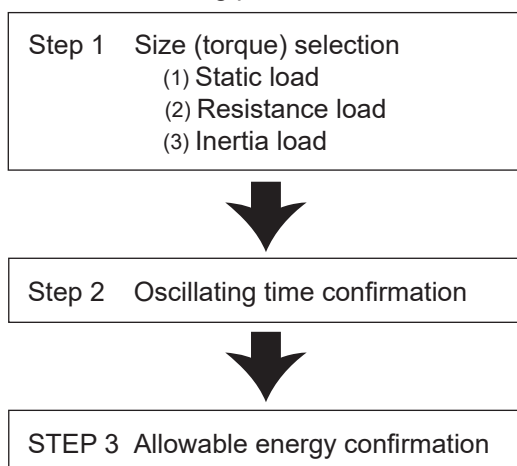 Step 1 Size (torque) selection
(1) Static load
(2) Resistance load
(3) Inertia load
Step 2 Oscillating time confirmation
STEP 3 Allowable energy confirmation